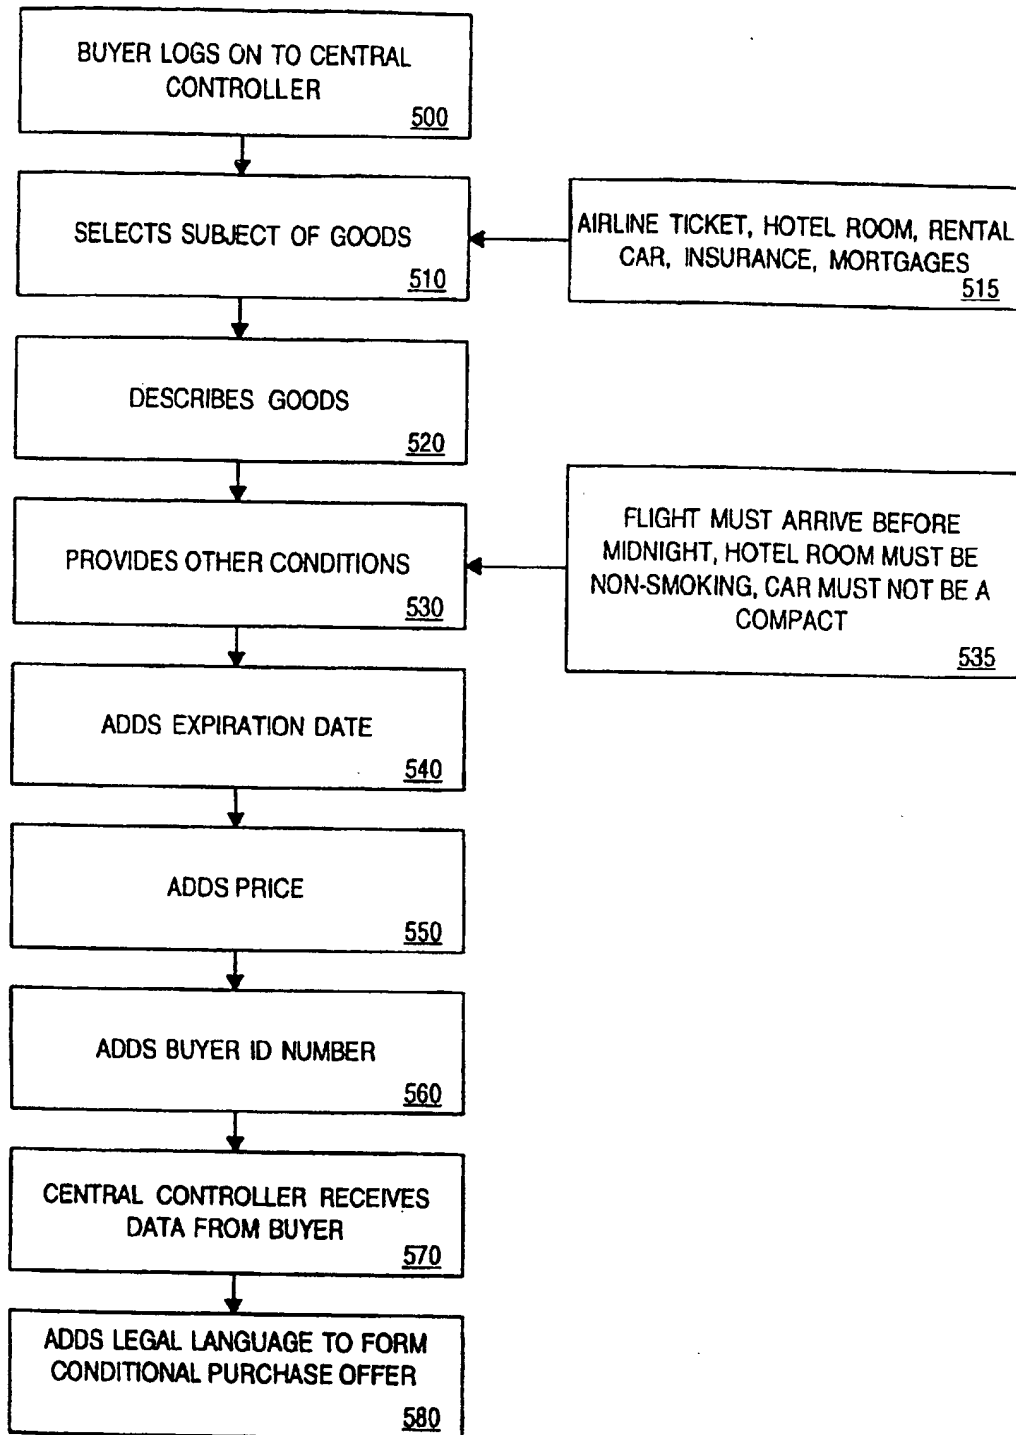 BUYER LOGS ON TO CENTRAL
CONTROLLER
500
SELECTS SUBJECT OF GOODS
510
AIRLINE TICKET, HOTEL ROOM, RENTAL
CAR, INSURANCE, MORTGAGES
515
DESCRIBES GOODS
520
PROVIDES OTHER CONDITIONS
530
FLIGHT MUST ARRIVE BEFORE
MIDNIGHT, HOTEL ROOM MUST BE
NON-SMOKING, CAR MUST NOT BE A
COMPACT
535
ADDS EXPIRATION DATE
540
ADDS PRICE
550
ADDS BUYER ID NUMBER
560
CENTRAL CONTROLLER RECEIVES
DATA FROM BUYER
570
ADDS LEGAL LANGUAGE TO FORM
CONDITIONAL PURCHASE OFFER
580